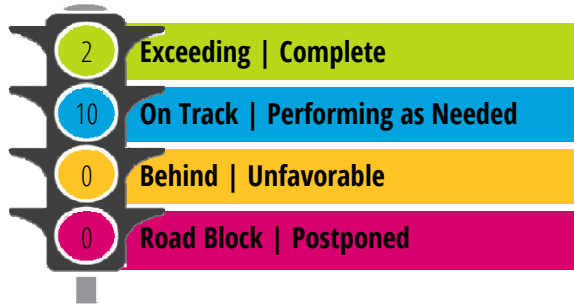 2 Exceeding | Complete
10 On Track | Performing as Needed
0 Behind | Unfavorable
0 Road Block | Postponed